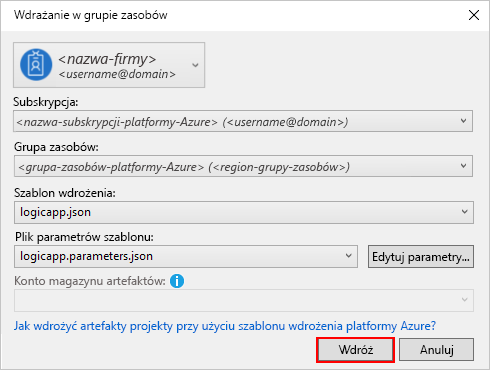 Wdrażanie w grupie zasobów
<nazwa-firmy>
<username@domain>
Subskrypcja:
<nazwa-subskrypcji-platformy-Azure> (<username@domain>)
Grupa zasobów:
<grupa-zasobów-platformy-Azure> (<region-grupy-zasobów>)
Szablon wdrożenia:
logicapp.json
Plik parametrów szablonu:
logicapp.parameters.json Edytuj parametry...
Konto magazynu artefaktów:
Jak wdrożyć artefakty projekty przy użyciu szablonu wdrożenia platformy Azure?
Wdróż Anuluj